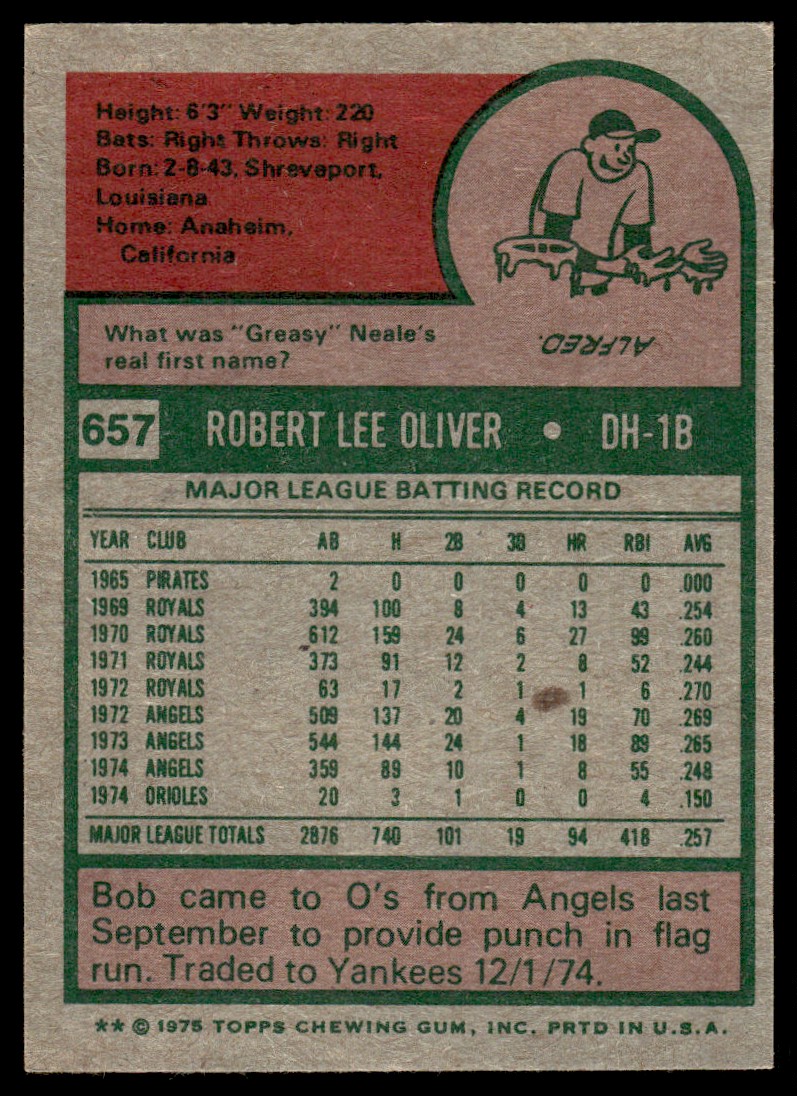 Height: 6'3" Weight: 220
Bats: Right Throws: Right
Born: 2-8-43, Shreveport,
Louisiana
Home: Anaheim,
California
What was "Greasy" Neale's
real first name?
ALFRED.
657 ROBERT LEE OLIVER • DH-1B
MAJOR LEAGUE BATTING RECORD
YEAR CLUB AB H 2B 3B HR RBI AVG
1965 PIRATES 2 0 0 0 0 0 .000
1969 ROYALS 394 100 8 4 13 43 .254
1970 ROYALS 612 159 24 6 27 99 .260
1971 ROYALS 373 91 12 2 8 52 .244
1972 ROYALS 63 17 2 1 1 6 .270
1972 ANGELS 509 137 20 4 19 70 .269
1973 ANGELS 544 144 24 1 18 89 .265
1974 ANGELS 359 89 10 1 8 55 .248
1974 ORIOLES 20 3 1 0 0 4 .150
MAJOR LEAGUE TOTALS 2876 740 101 19 94 418 .257
Bob came to O's from Angels last
September to provide punch in flag
run. Traded to Yankees 12/1/74.
** © 1975 TOPPS CHEWING GUM, INC. PRTD IN U.S.A.